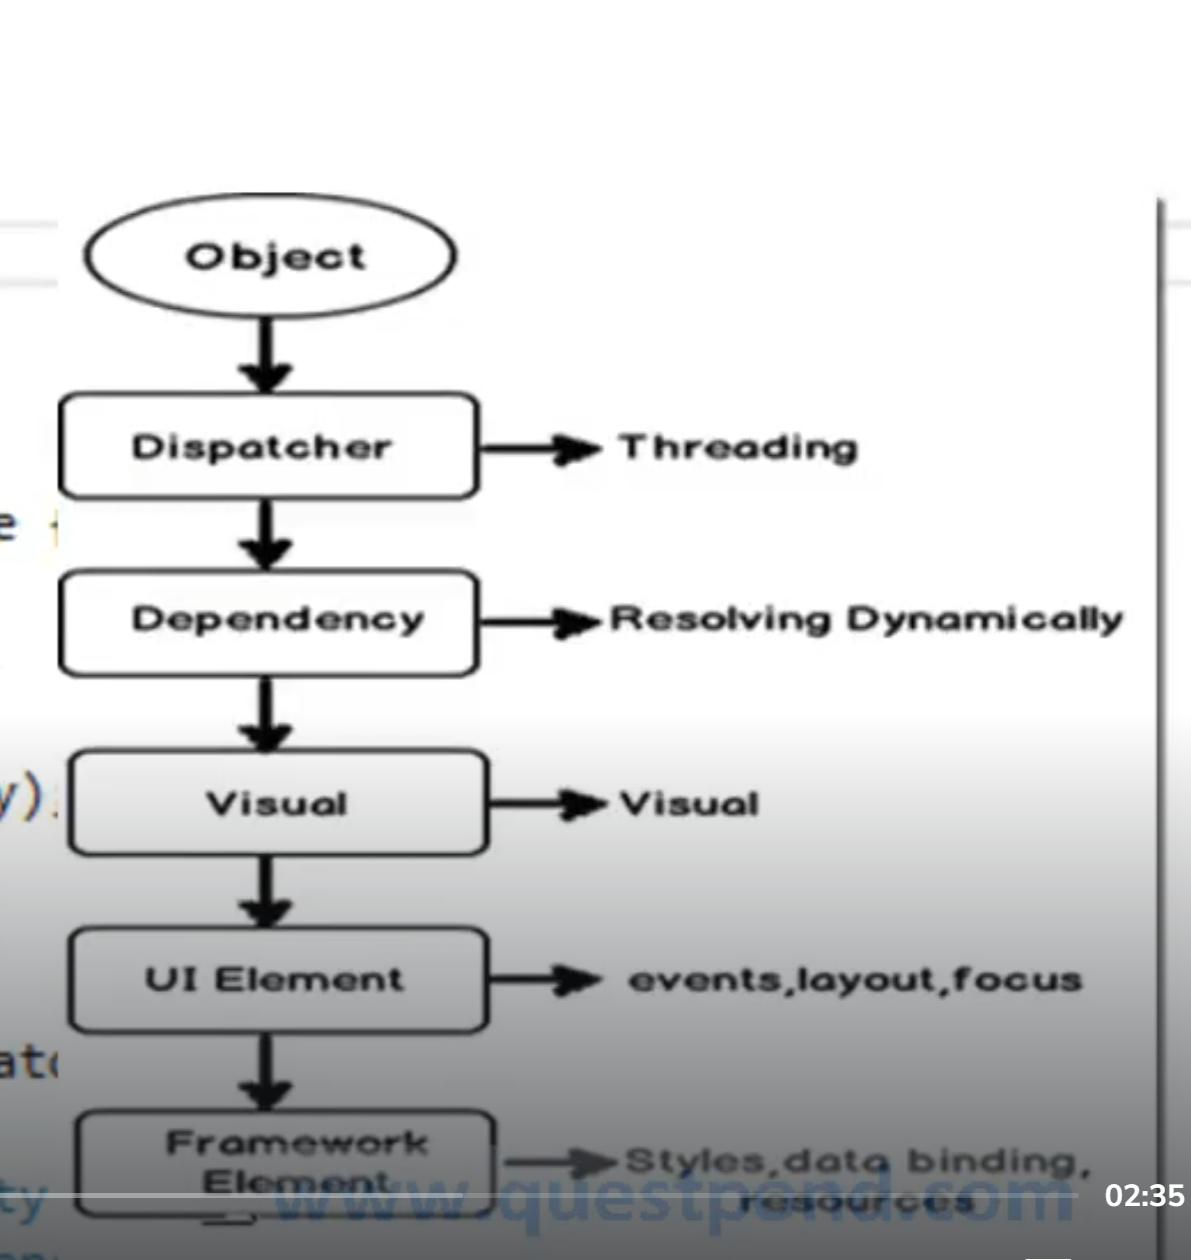 Object
Dispatcher
Threading
e
Dependency
Resolving Dynamically
y)
Visual
Visual
UI Element
events,layout,focus
Framework
Element
Styles,data binding,
resources
ty
www.questpond.com
02:35